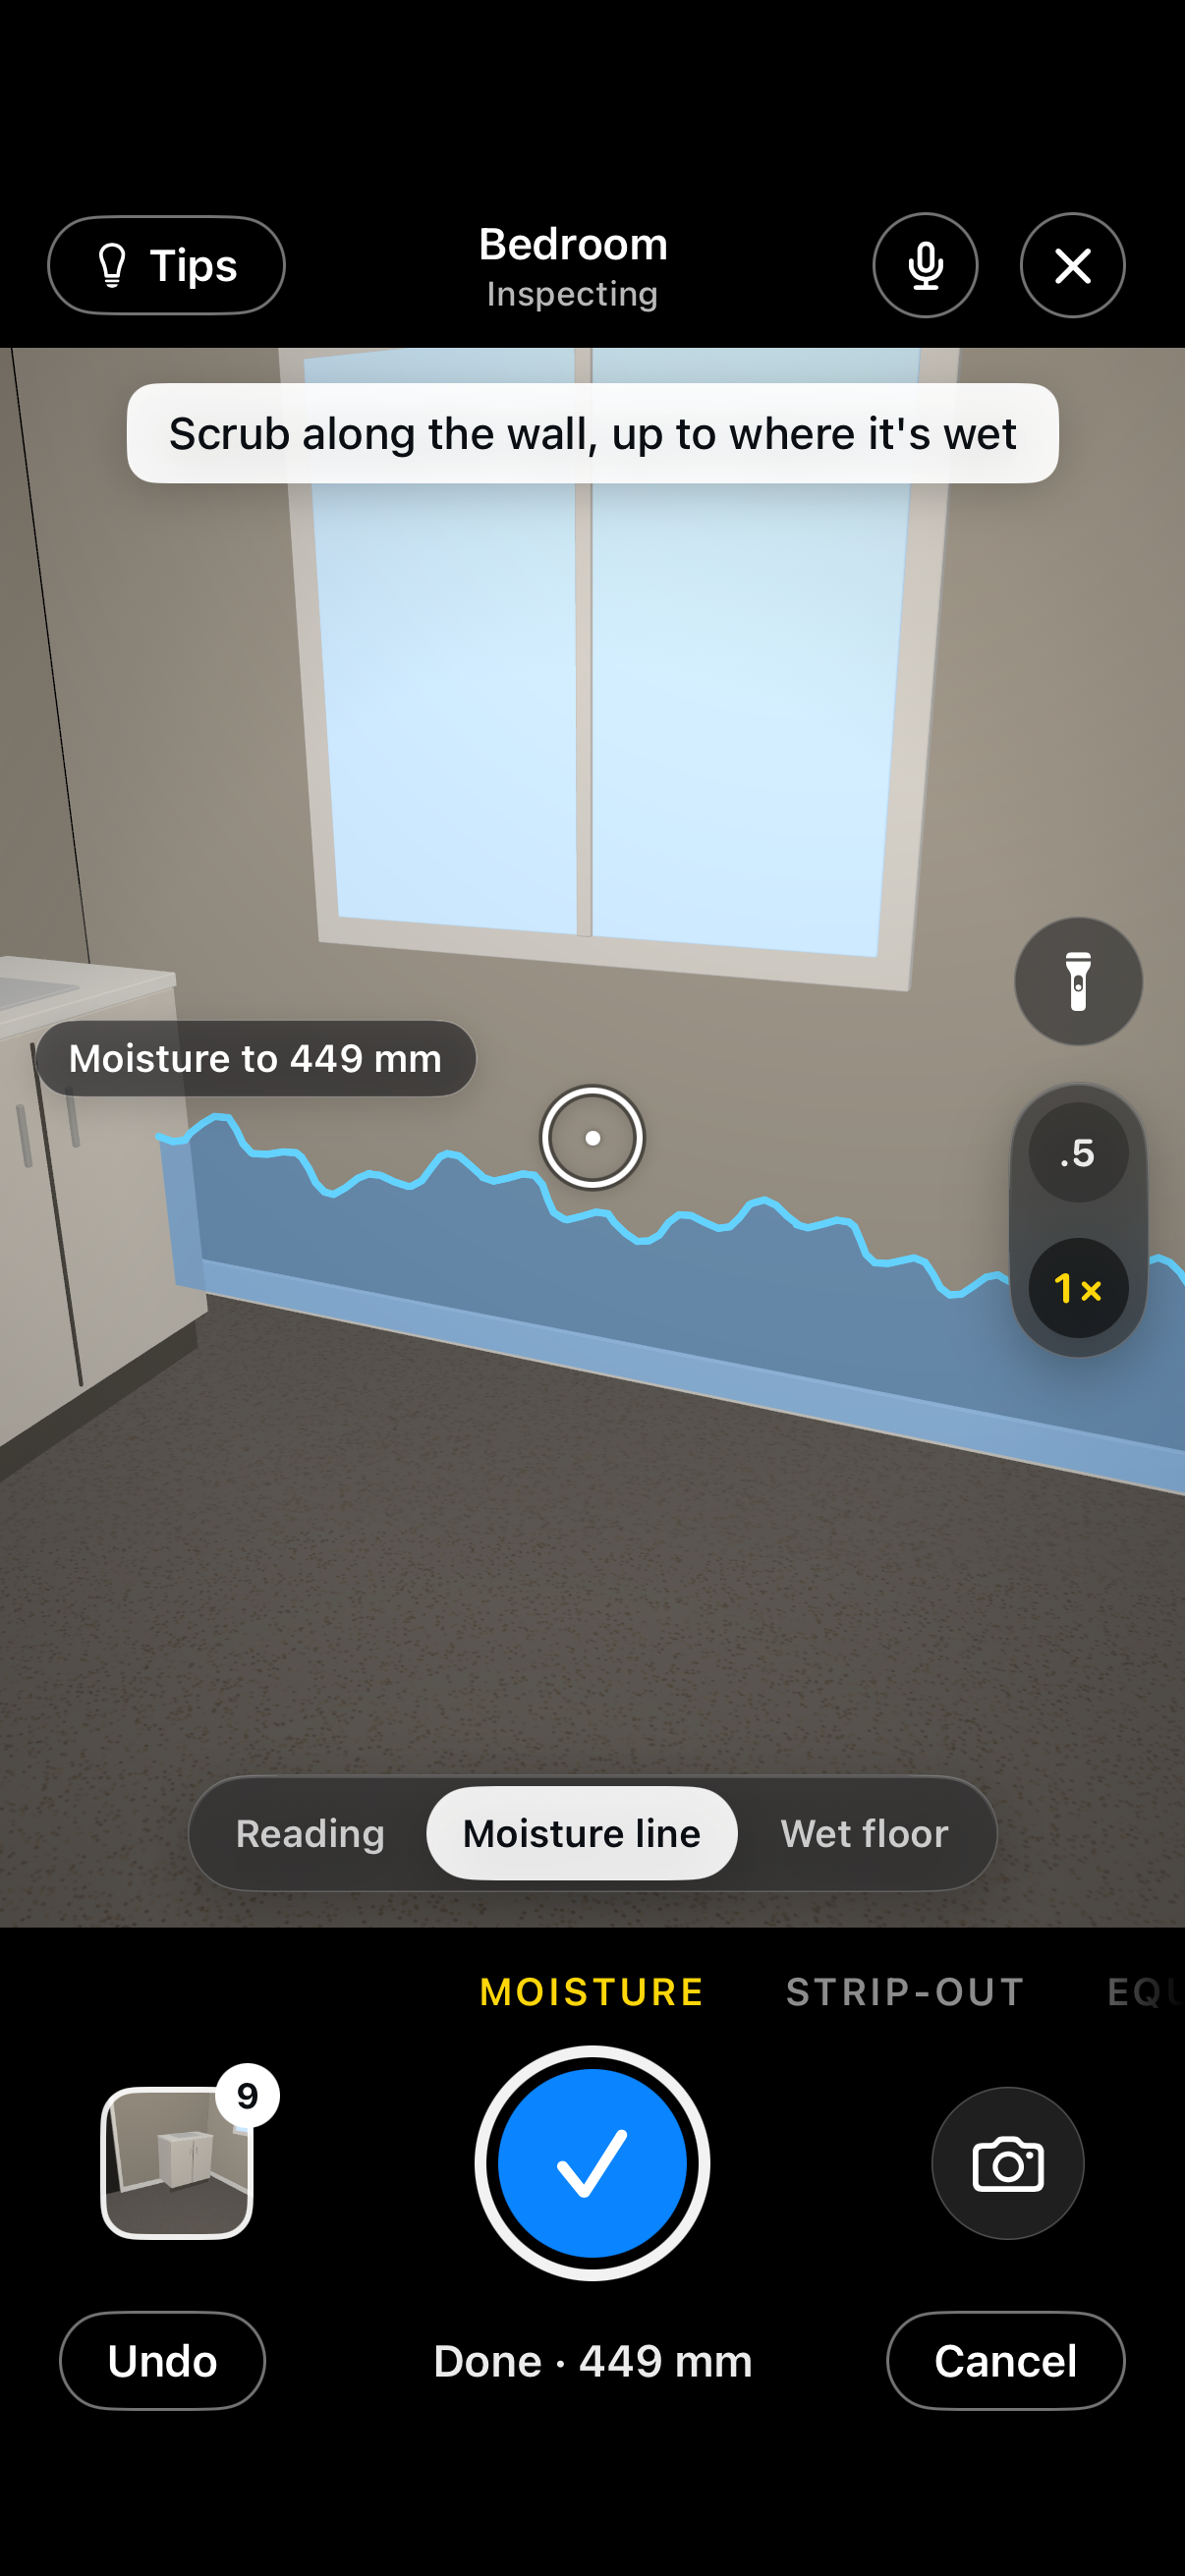 Tips
Bedroom
Inspecting
Scrub along the wall, up to where it's wet
Moisture to 449 mm
.5
1×
Reading
Moisture line
Wet floor
MOISTURE
STRIP-OUT
EQU
9
Undo
Done · 449 mm
Cancel